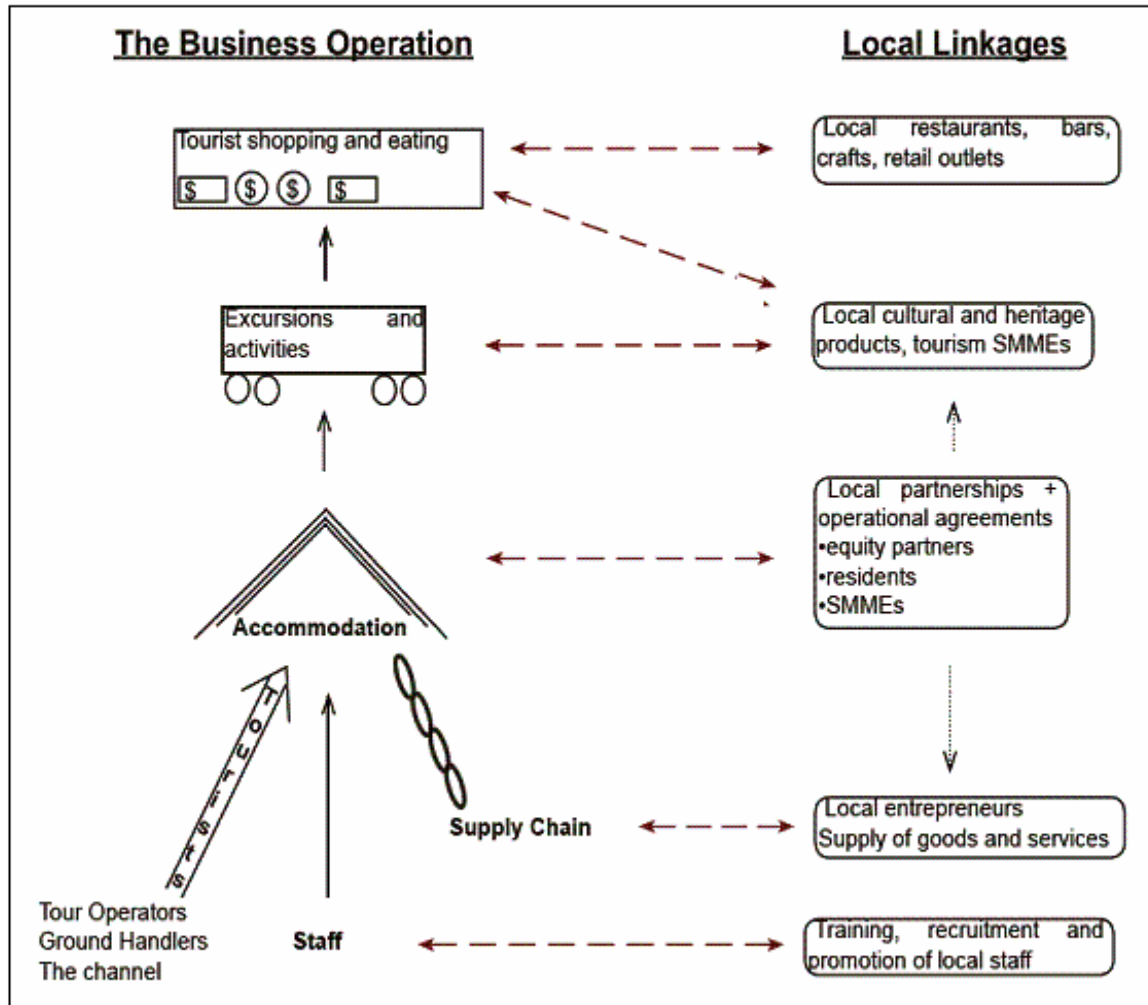 The Business Operation
Local Linkages
Tourist shopping and eating
$ $ $ $
Local restaurants, bars,
crafts, retail outlets
Excursions and
activities
Local cultural and heritage
products, tourism SMMEs
Local partnerships +
operational agreements
•equity partners
•residents
•SMMEs
Accommodation
Tourists
Supply Chain
Local entrepreneurs
Supply of goods and services
Tour Operators
Ground Handlers
The channel
Staff
Training, recruitment and
promotion of local staff